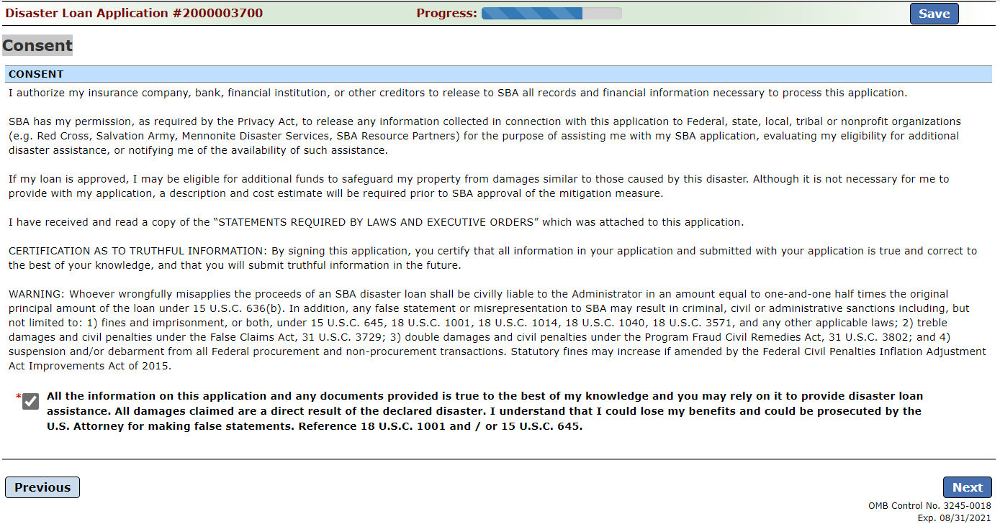 Disaster Loan Application #2000003700
Progress:
Save
Consent
CONSENT
I authorize my insurance company, bank, financial institution, or other creditors to release to SBA all records and financial information necessary to process this application.
SBA has my permission, as required by the Privacy Act, to release any information collected in connection with this application to Federal, state, local, tribal or nonprofit organizations
(e.g. Red Cross, Salvation Army, Mennonite Disaster Services, SBA Resource Partners) for the purpose of assisting me with my SBA application, evaluating my eligibility for additional
disaster assistance, or notifying me of the availability of such assistance.
If my loan is approved, I may be eligible for additional funds to safeguard my property from damages similar to those caused by this disaster. Although it is not necessary for me to
provide with my application, a description and cost estimate will be required prior to SBA approval of the mitigation measure.
I have received and read a copy of the “STATEMENTS REQUIRED BY LAWS AND EXECUTIVE ORDERS” which was attached to this application.
CERTIFICATION AS TO TRUTHFUL INFORMATION: By signing this application, you certify that all information in your application and submitted with your application is true and correct to
the best of your knowledge, and that you will submit truthful information in the future.
WARNING: Whoever wrongfully misapplies the proceeds of an SBA disaster loan shall be civilly liable to the Administrator in an amount equal to one-and-one half times the original
principal amount of the loan under 15 U.S.C. 636(b). In addition, any false statement or misrepresentation to SBA may result in criminal, civil or administrative sanctions including, but
not limited to: 1) fines and imprisonment, or both, under 15 U.S.C. 645, 18 U.S.C. 1001, 18 U.S.C. 1014, 18 U.S.C. 1040, 18 U.S.C. 3571, and any other applicable laws; 2) treble
damages and civil penalties under the False Claims Act, 31 U.S.C. 3729; 3) double damages and civil penalties under the Program Fraud Civil Remedies Act, 31 U.S.C. 3802; and 4)
suspension and/or debarment from all Federal procurement and non-procurement transactions. Statutory fines may increase if amended by the Federal Civil Penalties Inflation Adjustment
Act Improvements Act of 2015.
* All the information on this application and any documents provided is true to the best of my knowledge and you may rely on it to provide disaster loan
assistance. All damages claimed are a direct result of the declared disaster. I understand that I could lose my benefits and could be prosecuted by the
U.S. Attorney for making false statements. Reference 18 U.S.C. 1001 and / or 15 U.S.C. 645.
Previous
Next
OMB Control No. 3245-0018
Exp. 08/31/2021